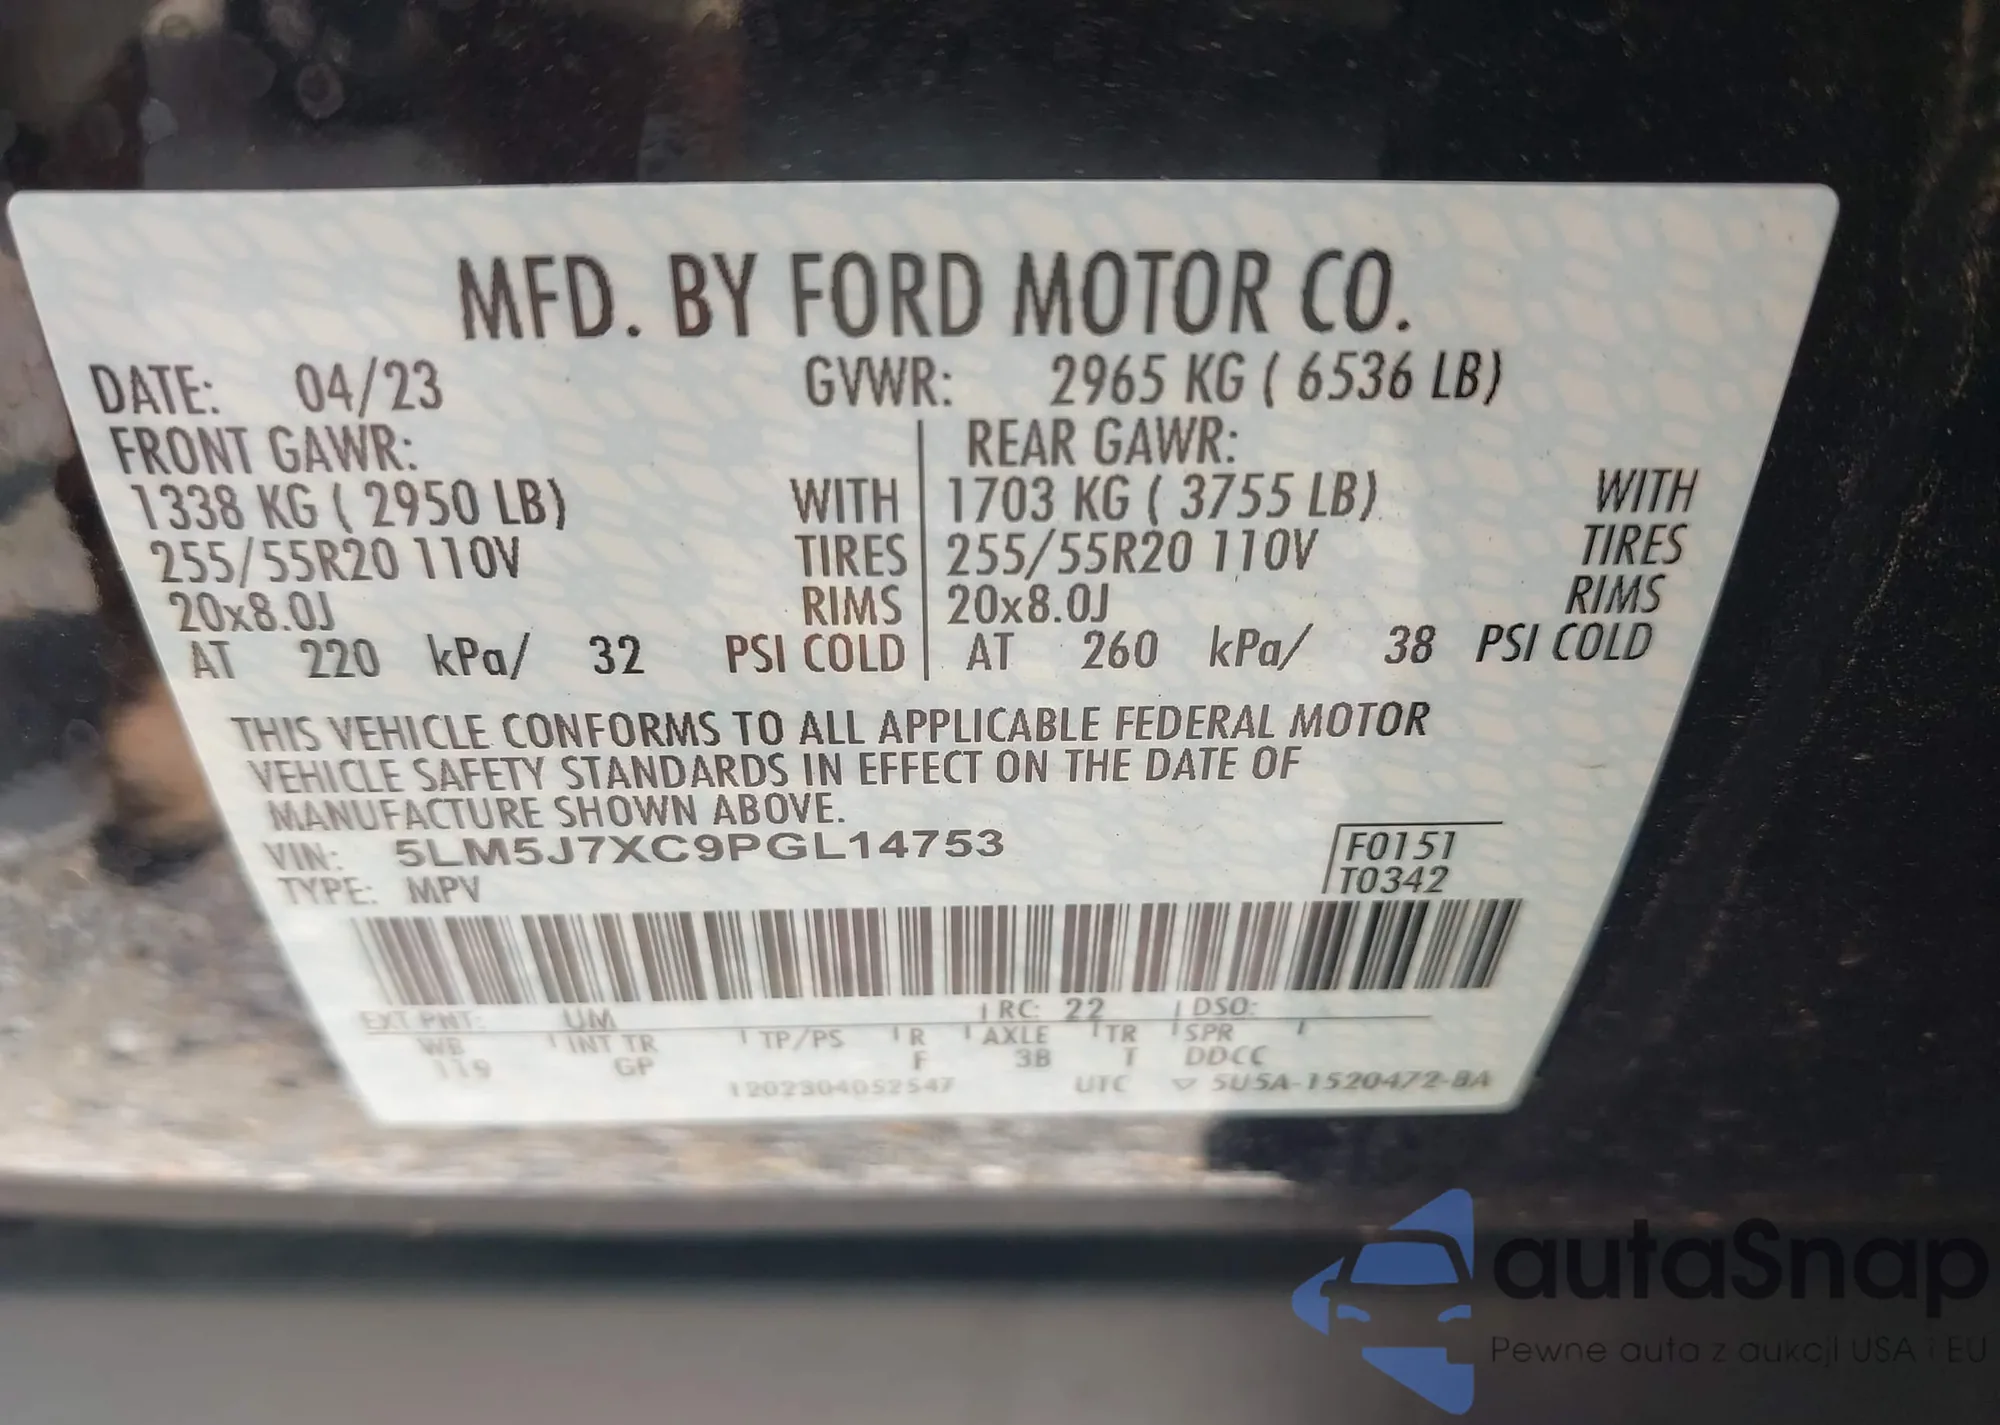 MFD. BY FORD MOTOR CO.
DATE: 04/23 GVWR: 2965 KG ( 6536 LB)
FRONT GAWR: REAR GAWR:
1338 KG ( 2950 LB) WITH 1703 KG ( 3755 LB) WITH
255/55R20 110V TIRES 255/55R20 110V TIRES
20x8.0J RIMS 20x8.0J RIMS
AT 220 kPa/ 32 PSI COLD AT 260 kPa/ 38 PSI COLD
THIS VEHICLE CONFORMS TO ALL APPLICABLE FEDERAL MOTOR
VEHICLE SAFETY STANDARDS IN EFFECT ON THE DATE OF
MANUFACTURE SHOWN ABOVE.
VIN: 5LM5J7XC9PGL14753
TYPE: MPV
F0151
T0342
EXT PNT: UM RC: 22 DSO:
WB INT TR TP/PS R AXLE TR SPR
119 GP F 3B T DDCC
1202304052547 UTC ▽ 5U5A-1520472-BA
autaSnap
Pewne auta z aukcji USA i EU